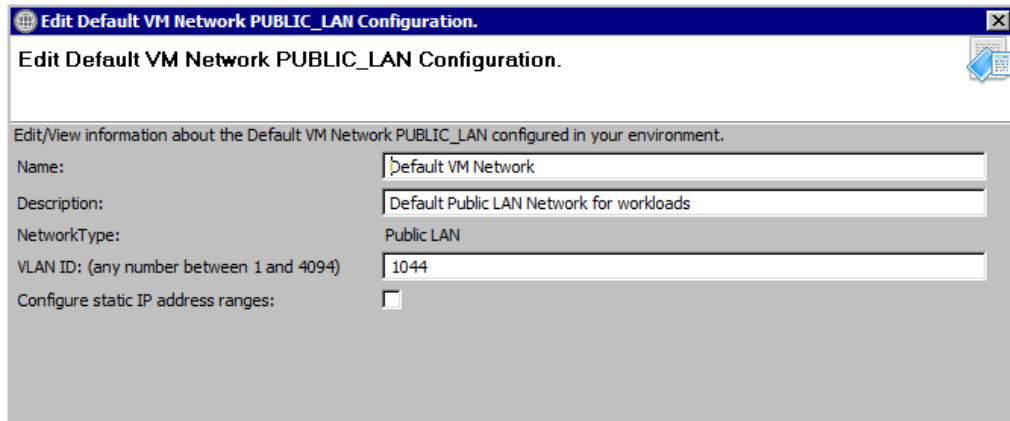 Edit Default VM Network PUBLIC_LAN Configuration.
Edit Default VM Network PUBLIC_LAN Configuration.
Edit/View information about the Default VM Network PUBLIC_LAN configured in your environment.
Name: Default VM Network
Description: Default Public LAN Network for workloads
NetworkType: Public LAN
VLAN ID: (any number between 1 and 4094) 1044
Configure static IP address ranges: